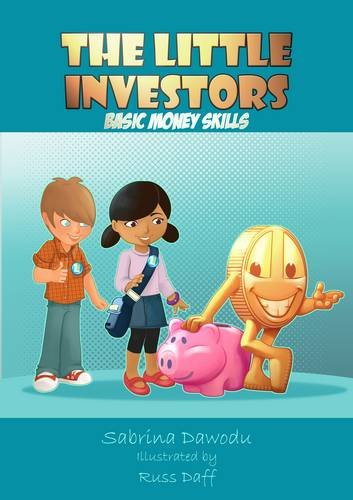 THE LITTLE
INVESTORS
BASIC MONEY SKILLS
Sabrina Dawodu
Illustrated by
Russ Daff